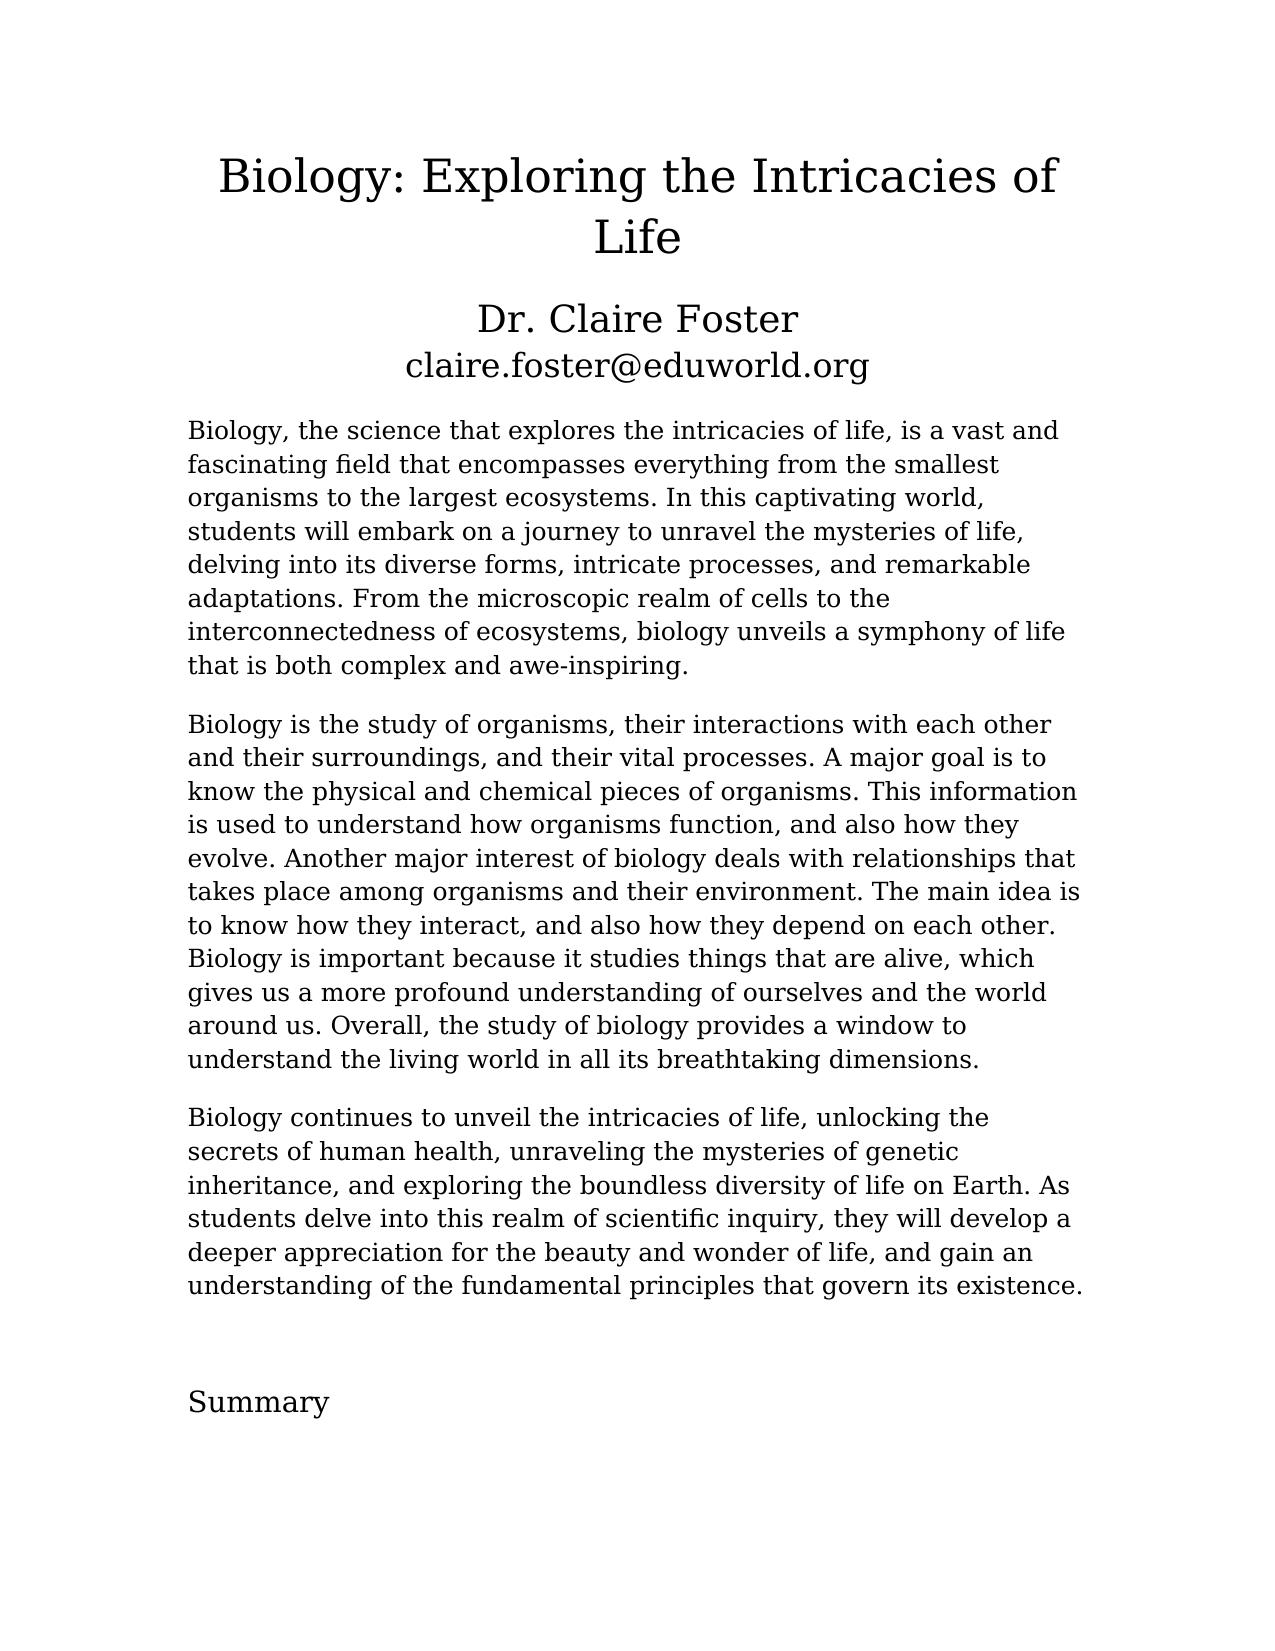 Biology: Exploring the Intricacies of
Life
Dr. Claire Foster
claire.foster@eduworld.org
Biology, the science that explores the intricacies of life, is a vast and
fascinating field that encompasses everything from the smallest
organisms to the largest ecosystems. In this captivating world,
students will embark on a journey to unravel the mysteries of life,
delving into its diverse forms, intricate processes, and remarkable
adaptations. From the microscopic realm of cells to the
interconnectedness of ecosystems, biology unveils a symphony of life
that is both complex and awe-inspiring.
Biology is the study of organisms, their interactions with each other
and their surroundings, and their vital processes. A major goal is to
know the physical and chemical pieces of organisms. This information
is used to understand how organisms function, and also how they
evolve. Another major interest of biology deals with relationships that
takes place among organisms and their environment. The main idea is
to know how they interact, and also how they depend on each other.
Biology is important because it studies things that are alive, which
gives us a more profound understanding of ourselves and the world
around us. Overall, the study of biology provides a window to
understand the living world in all its breathtaking dimensions.
Biology continues to unveil the intricacies of life, unlocking the
secrets of human health, unraveling the mysteries of genetic
inheritance, and exploring the boundless diversity of life on Earth. As
students delve into this realm of scientific inquiry, they will develop a
deeper appreciation for the beauty and wonder of life, and gain an
understanding of the fundamental principles that govern its existence.
Summary